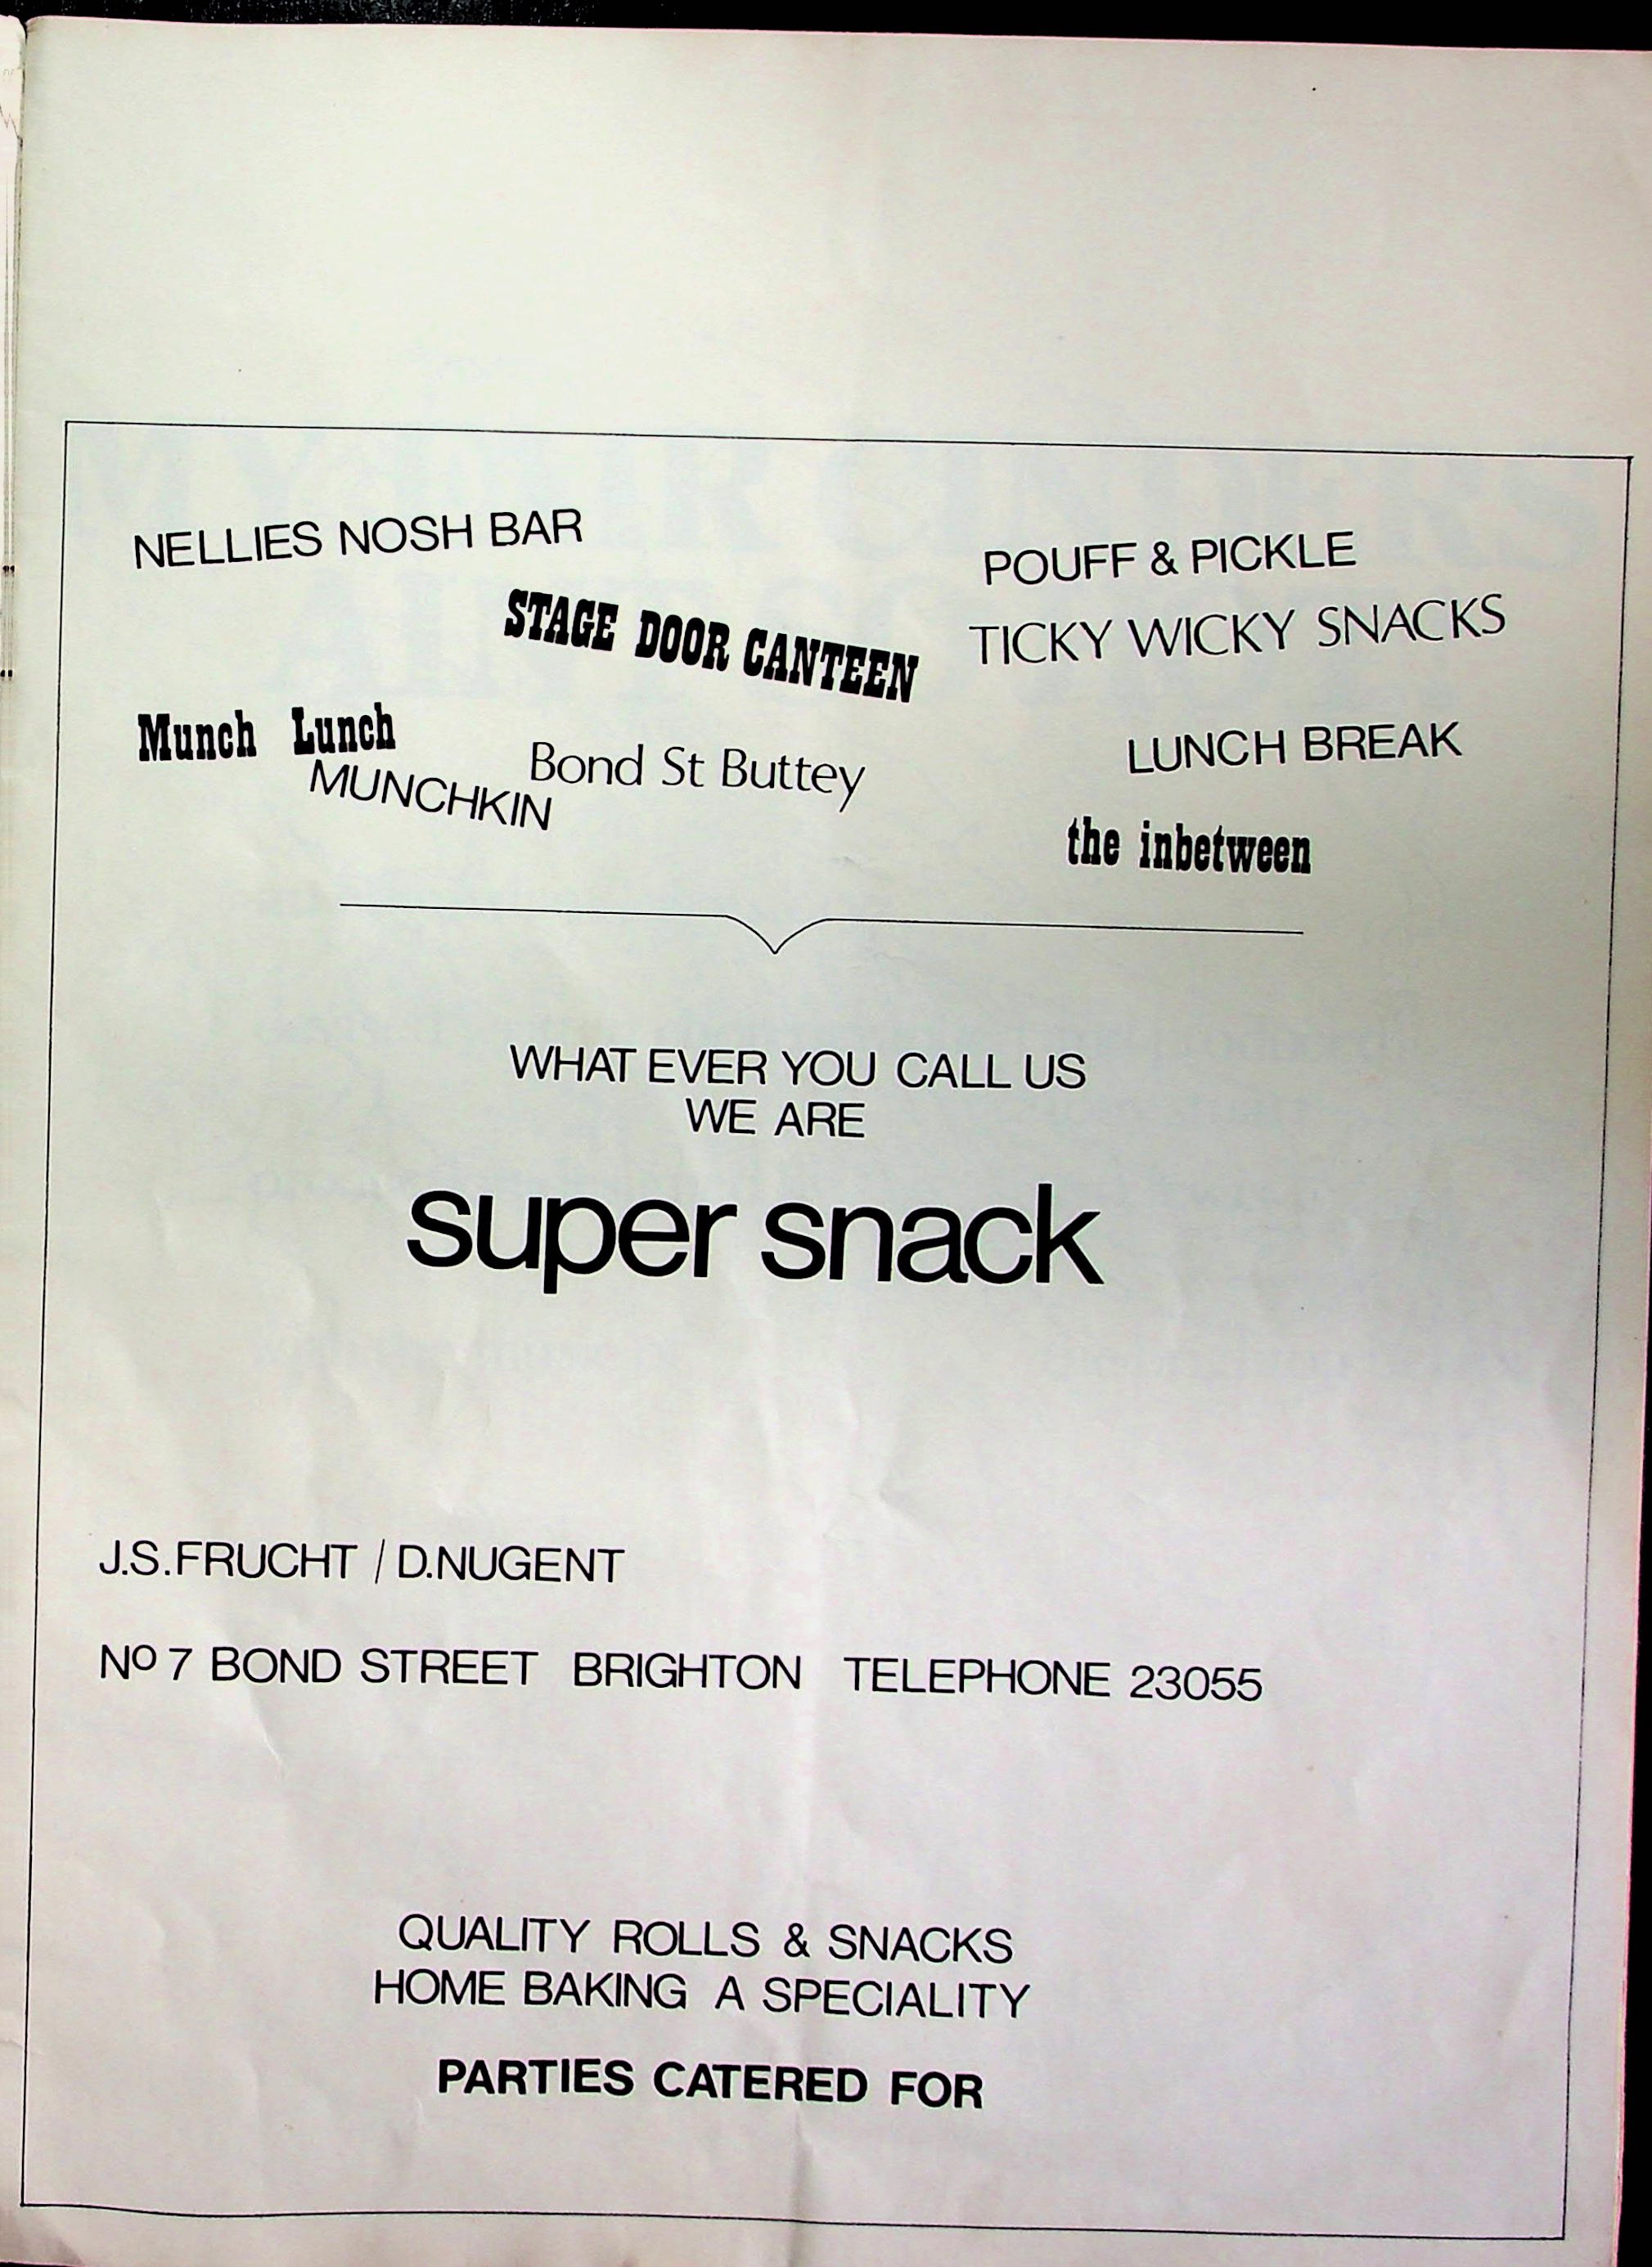 NELLIES NOSH BAR
POUFF & PICKLE
STAGE DOOR CANTEEN
TICKY WICKY SNACKS
Munch Lunch
Bond St Buttey
LUNCH BREAK
MUNCHKIN
the inbetween
WHAT EVER YOU CALL US
WE ARE
super snack
J.S.FRUCHT / D.NUGENT
Nº 7 BOND STREET BRIGHTON TELEPHONE 23055
QUALITY ROLLS & SNACKS
HOME BAKING A SPECIALITY
PARTIES CATERED FOR